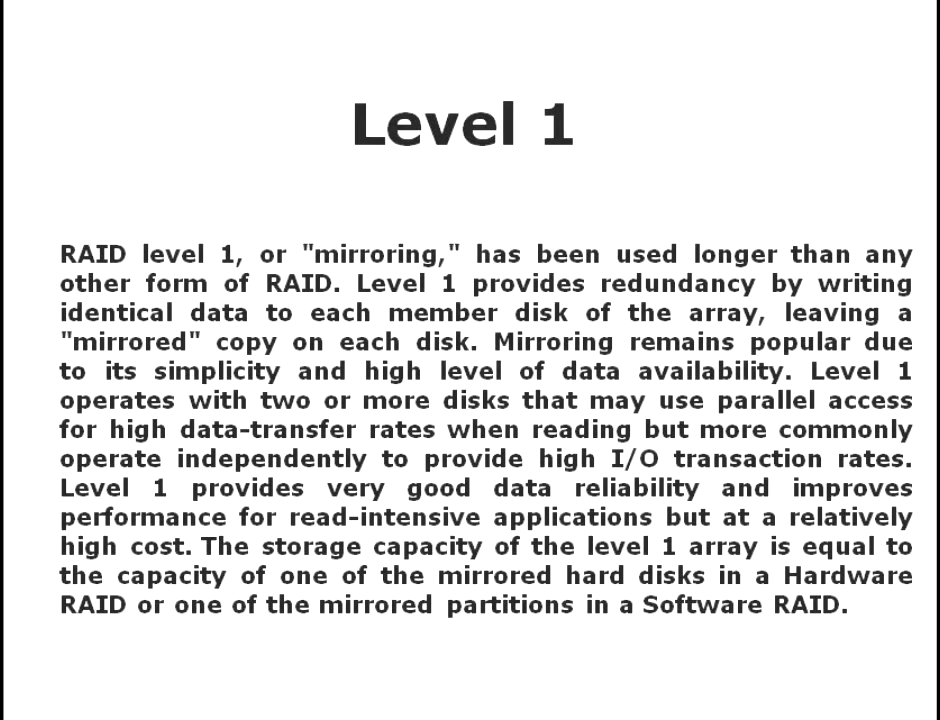 Level 1
RAID level 1, or "mirroring," has been used longer than any
other form of RAID. Level 1 provides redundancy by writing
identical data to each member disk of the array, leaving a
"mirrored" copy on each disk. Mirroring remains popular due
to its simplicity and high level of data availability. Level 1
operates with two or more disks that may use parallel access
for high data-transfer rates when reading but more commonly
operate independently to provide high I/O transaction rates.
Level 1 provides very good data reliability and improves
performance for read-intensive applications but at a relatively
high cost. The storage capacity of the level 1 array is equal to
the capacity of one of the mirrored hard disks in a Hardware
RAID or one of the mirrored partitions in a Software RAID.